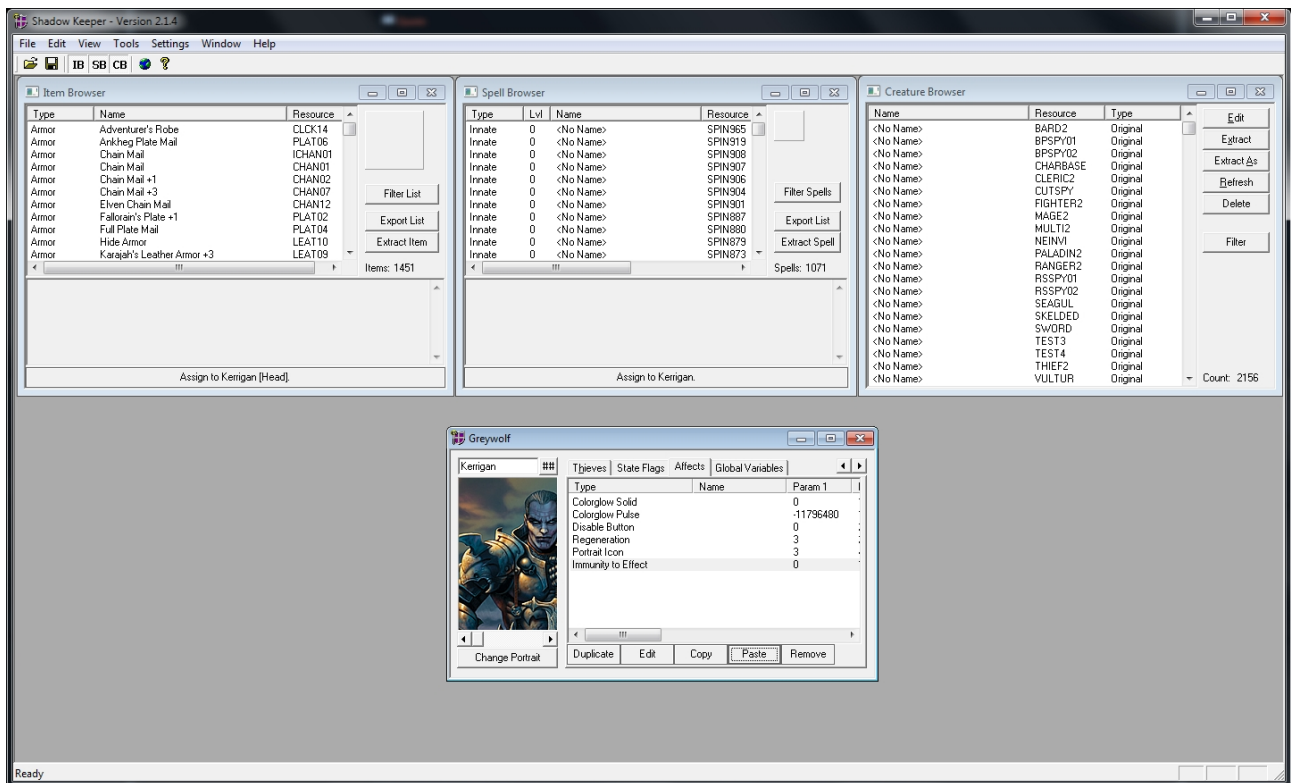 Shadow Keeper - Version 2.1.4
File Edit View Tools Settings Window Help
IB SB CB
Item Browser
Type Name Resource
Armor Adventurer's Robe CLCK14
Armor Ankheg Plate Mail PLAT06
Armor Chain Mail ICHAN01
Armor Chain Mail CHAN01
Armor Chain Mail +1 CHAN02
Armor Chain Mail +3 CHAN07
Armor Elven Chain Mail CHAN12
Armor Fallorain's Plate +1 PLAT02
Armor Full Plate Mail PLAT04
Armor Hide Armor LEAT10
Armor Karajah's Leather Armor +3 LEAT09
Filter List
Export List
Extract Item
Items: 1451
Assign to Kerrigan [Head].
Spell Browser
Type Lvl Name Resource
Innate 0 <No Name> SPIN965
Innate 0 <No Name> SPIN919
Innate 0 <No Name> SPIN908
Innate 0 <No Name> SPIN907
Innate 0 <No Name> SPIN906
Innate 0 <No Name> SPIN904
Innate 0 <No Name> SPIN901
Innate 0 <No Name> SPIN887
Innate 0 <No Name> SPIN880
Innate 0 <No Name> SPIN879
Innate 0 <No Name> SPIN873
Filter Spells
Export List
Extract Spell
Spells: 1071
Assign to Kerrigan.
Creature Browser
Name Resource Type
<No Name> BARD2 Original
<No Name> BPSPY01 Original
<No Name> BPSPY02 Original
<No Name> CHARBASE Original
<No Name> CLERIC2 Original
<No Name> CUTSPY Original
<No Name> FIGHTER2 Original
<No Name> MAGE2 Original
<No Name> MULTI2 Original
<No Name> NEINVI Original
<No Name> PALADIN2 Original
<No Name> RANGER2 Original
<No Name> RSSPY01 Original
<No Name> RSSPY02 Original
<No Name> SEAGUL Original
<No Name> SKELDED Original
<No Name> SWORD Original
<No Name> TEST3 Original
<No Name> TEST4 Original
<No Name> THIEF2 Original
<No Name> VULTUR Original
Edit
Extract
Extract As
Refresh
Delete
Filter
Count: 2156
Greywolf
Kerrigan ##
Change Portrait
Thieves State Flags Affects Global Variables
Type Name Param 1
Colorglow Solid 0
Colorglow Pulse -11796480
Disable Button 0
Regeneration 3
Portrait Icon 3
Immunity to Effect 0
Duplicate Edit Copy Paste Remove
Ready